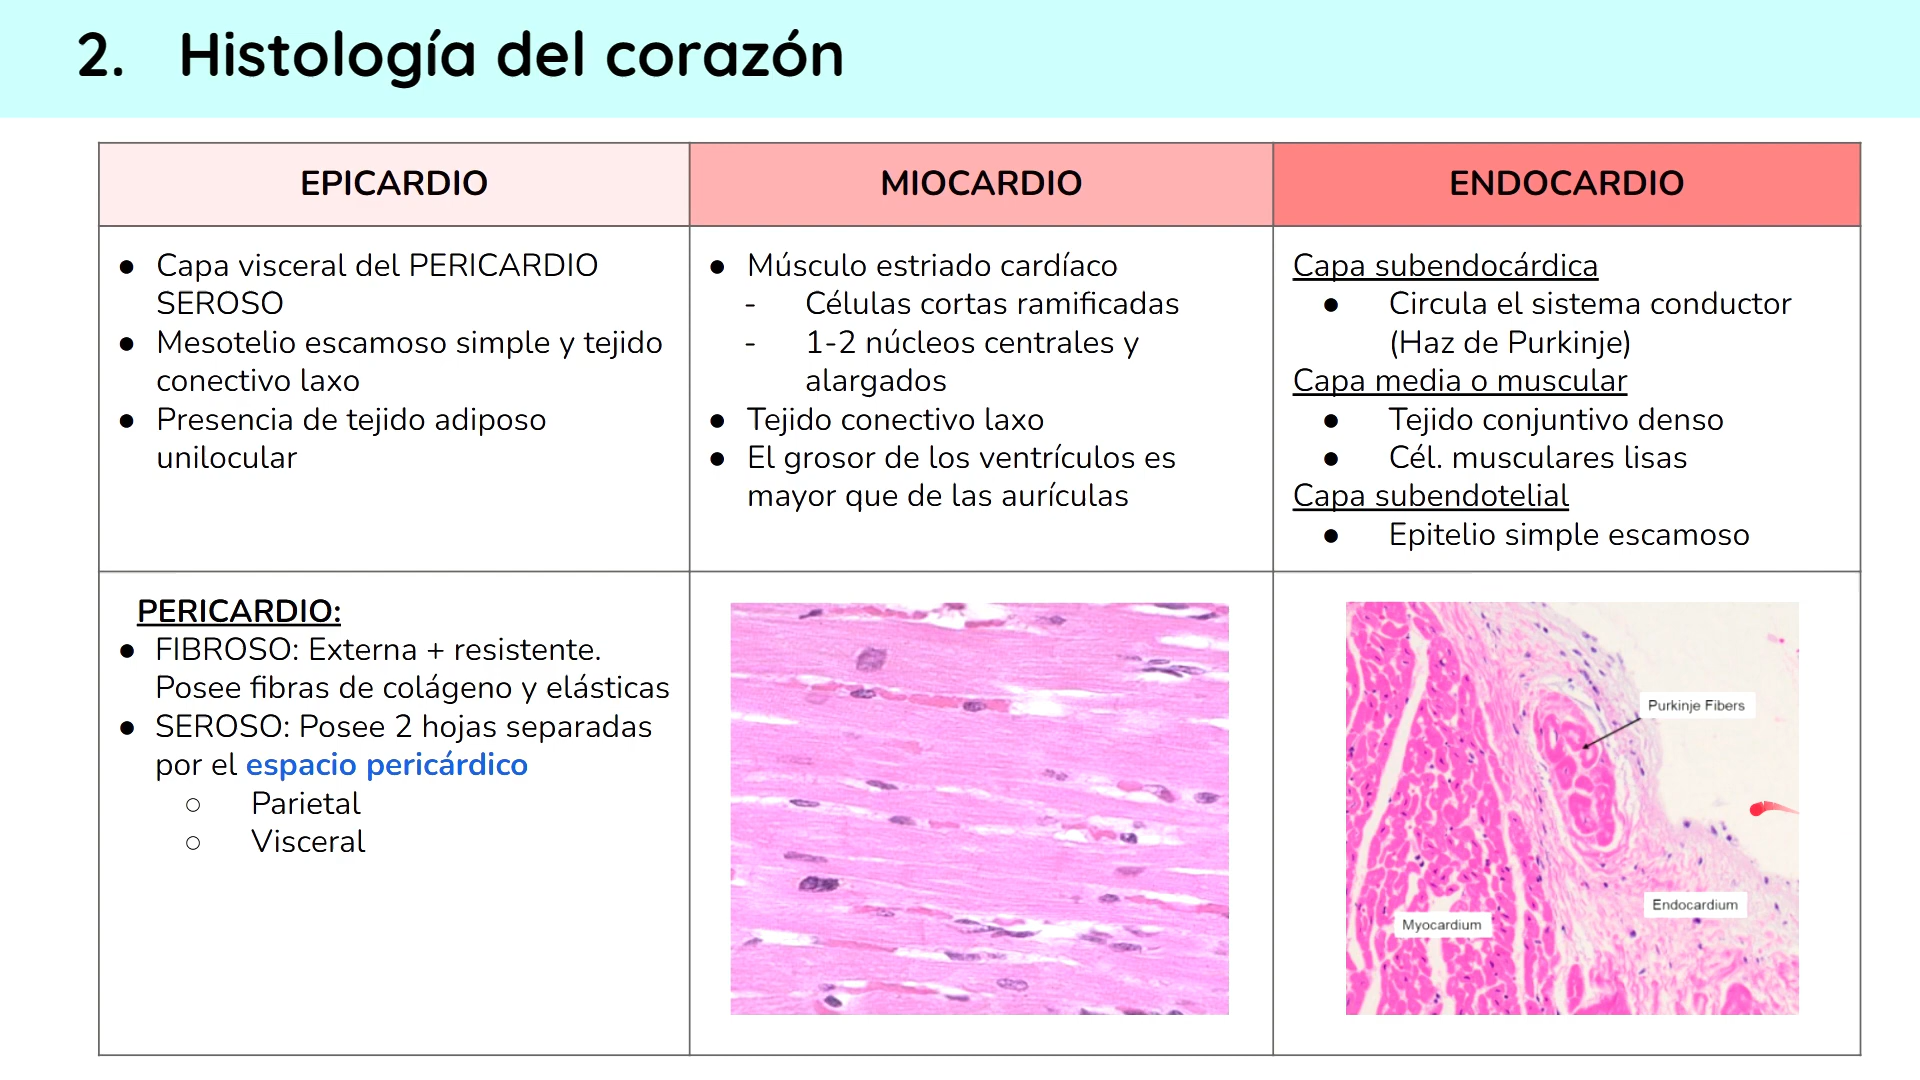 2. Histología del corazón
EPICARDIO
MIOCARDIO
ENDOCARDIO
● Capa visceral del PERICARDIO
SEROSO
● Mesotelio escamoso simple y tejido
conectivo laxo
● Presencia de tejido adiposo
unilocular
● Músculo estriado cardíaco
- Células cortas ramificadas
- 1-2 núcleos centrales y
alargados
● Tejido conectivo laxo
● El grosor de los ventrículos es
mayor que de las aurículas
Capa subendocárdica
● Circula el sistema conductor
(Haz de Purkinje)
Capa media o muscular
● Tejido conjuntivo denso
● Cél. musculares lisas
Capa subendotelial
● Epitelio simple escamoso
PERICARDIO:
● FIBROSO: Externa + resistente.
Posee fibras de colágeno y elásticas
● SEROSO: Posee 2 hojas separadas
por el espacio pericárdico
○ Parietal
○ Visceral
Purkinje Fibers
Endocardium
Myocardium